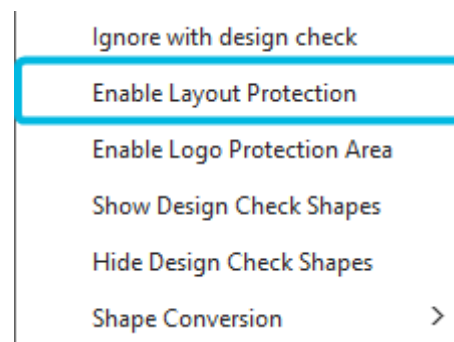 Ignore with design check
Enable Layout Protection
Enable Logo Protection Area
Show Design Check Shapes
Hide Design Check Shapes
Shape Conversion